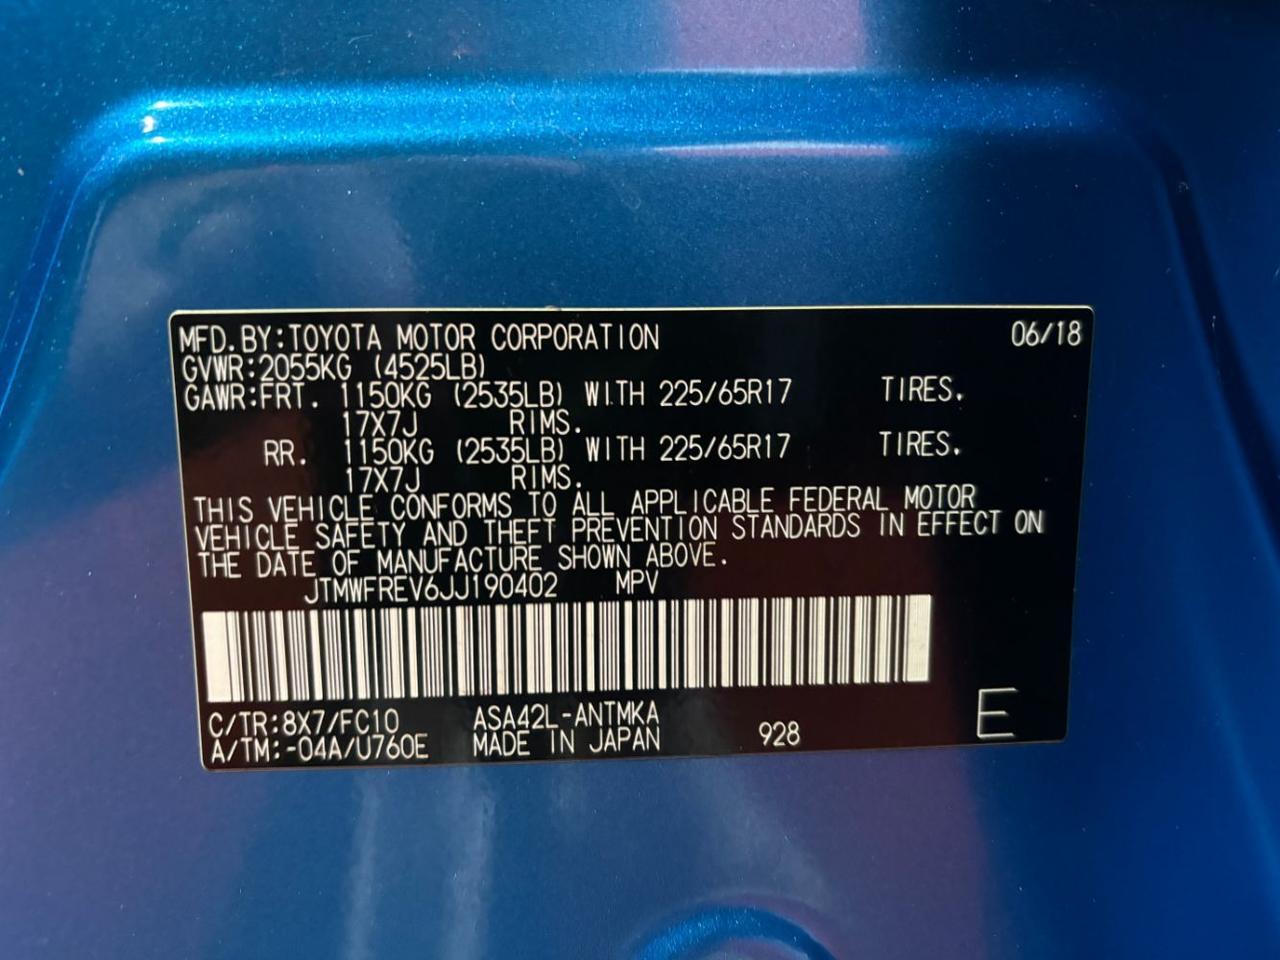 MFD. BY:TOYOTA MOTOR CORPORATION 06/18
GVWR:2055KG (4525LB)
GAWR:FRT. 1150KG (2535LB) WITH 225/65R17 TIRES.
17X7J RIMS.
RR. 1150KG (2535LB) WITH 225/65R17 TIRES.
17X7J RIMS.
THIS VEHICLE CONFORMS TO ALL APPLICABLE FEDERAL MOTOR
VEHICLE SAFETY AND THEFT PREVENTION STANDARDS IN EFFECT ON
THE DATE OF MANUFACTURE SHOWN ABOVE.
JTMWFREV6JJ190402 MPV
C/TR:8X7/FC10 ASA42L-ANTMKA
A/TM:-04A/U760E MADE IN JAPAN 928 E